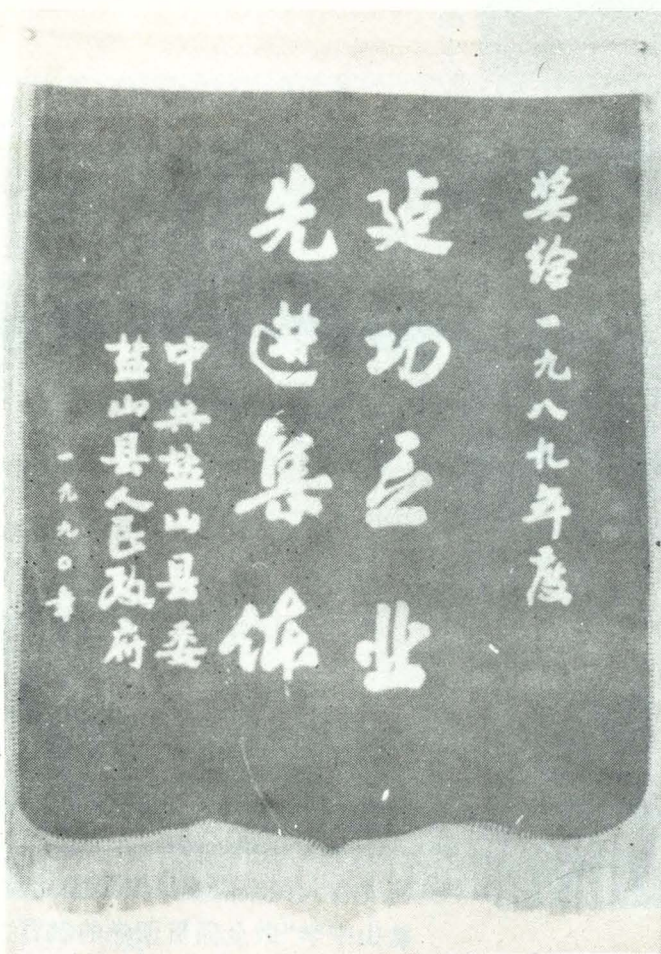 奖给一九八九年度
建功立业
先进集体
中共盐山县委
盐山县人民政府
一九九〇年